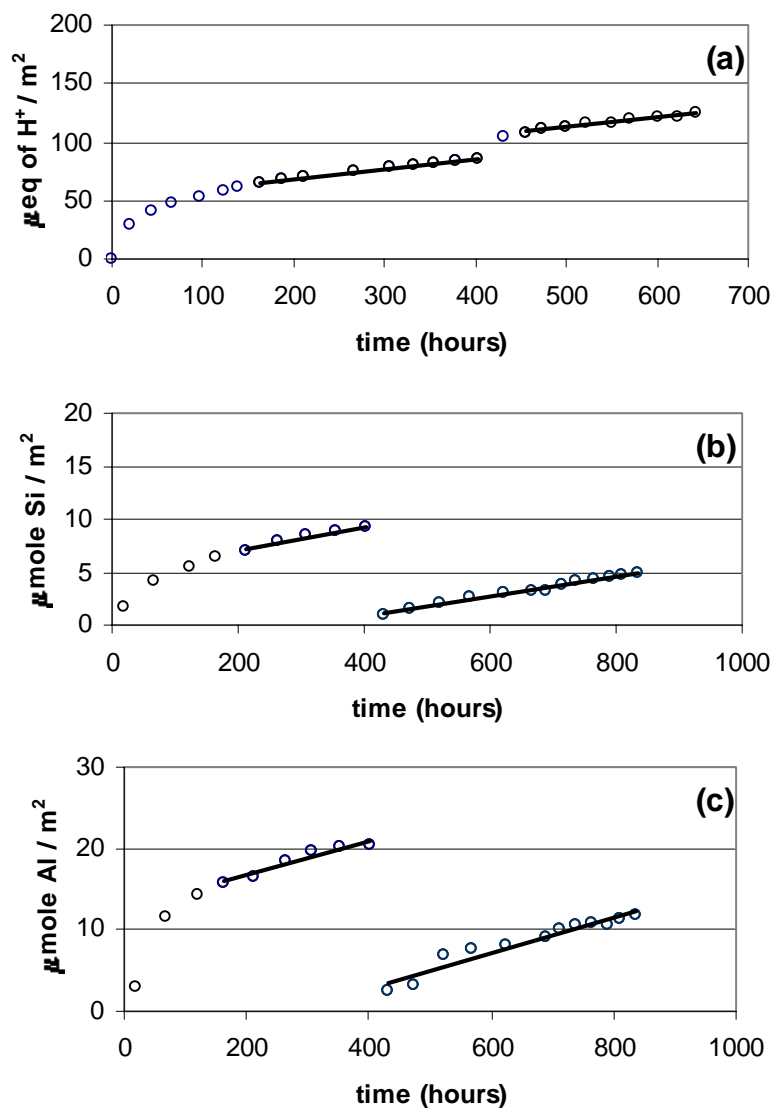 200
(a)
150
100
50
0
µeq of H⁺ / m²
0 100 200 300 400 500 600 700
time (hours)
20
(b)
15
10
5
0
µmole Si / m²
0 200 400 600 800 1000
time (hours)
30
(c)
20
10
0
µmole Al / m²
0 200 400 600 800 1000
time (hours)